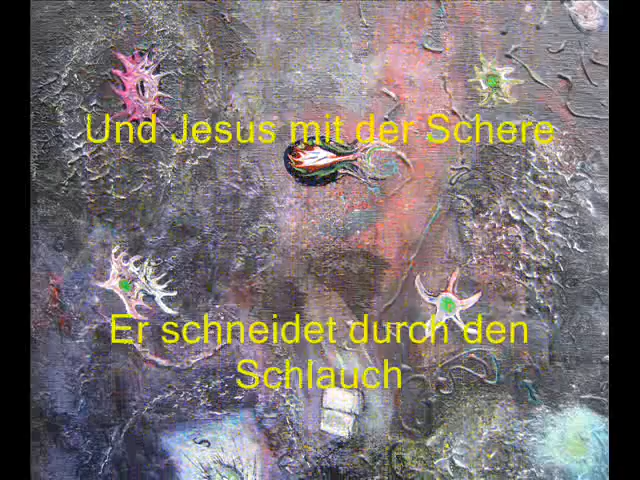 Und Jesus mit der Schere
Er schneidet durch den
Schlauch